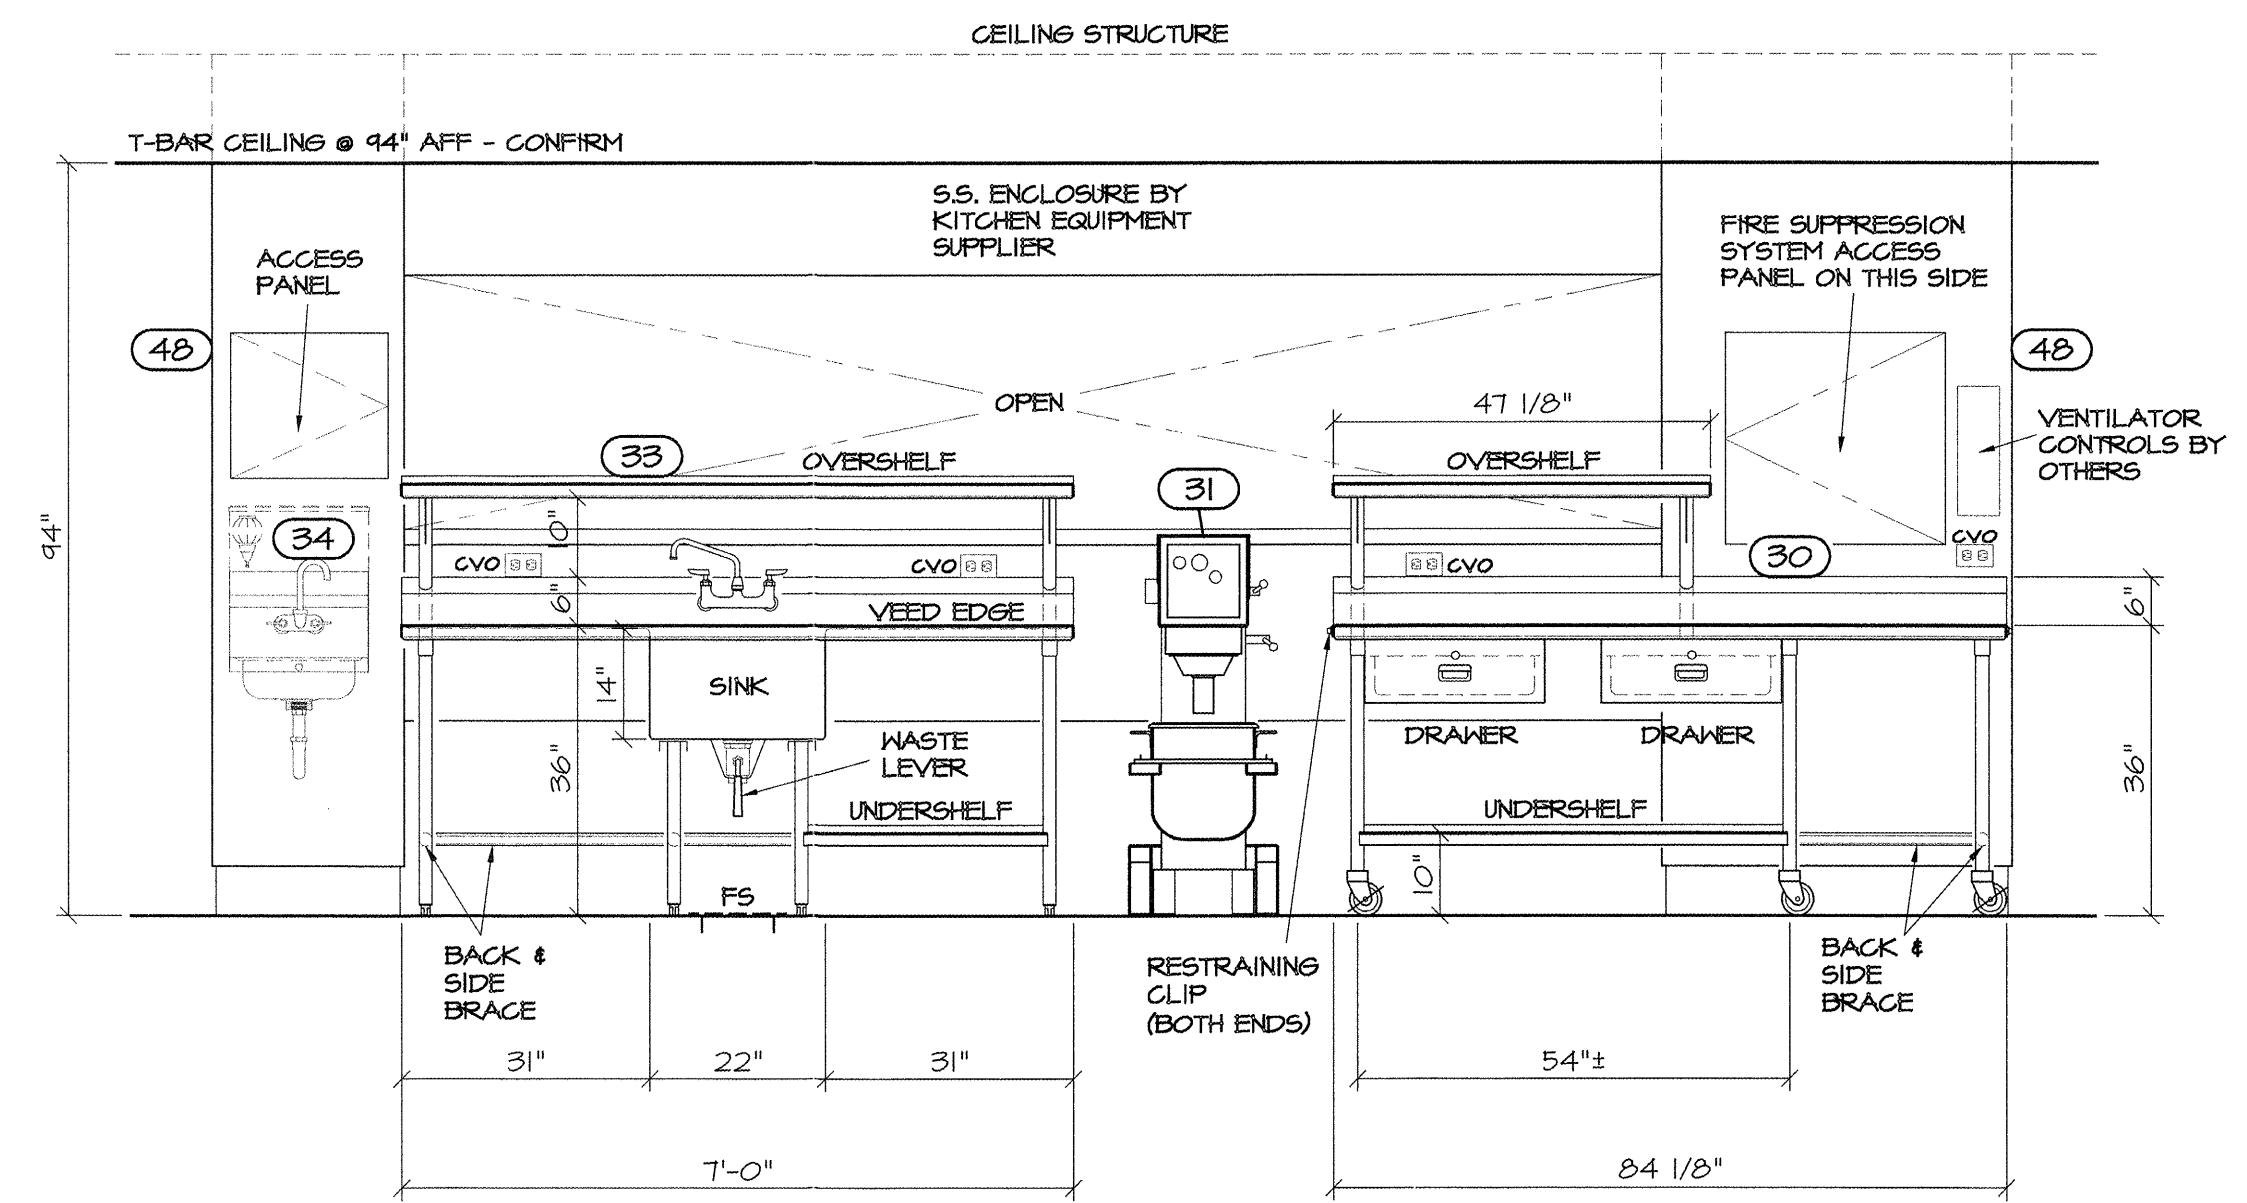 CEILING STRUCTURE
T-BAR CEILING @ 94" AFF - CONFIRM
S.S. ENCLOSURE BY
KITCHEN EQUIPMENT
SUPPLIER
FIRE SUPPRESSION
SYSTEM ACCESS
PANEL ON THIS SIDE
ACCESS
PANEL
48
48
OPEN
47 1/8"
VENTILATOR
CONTROLS BY
OTHERS
33
OVERSHELF
OVERSHELF
31
94"
34
10"
CVO
CVO
CVO
CVO
30
6"
VEED EDGE
6"
14"
SINK
DRAWER
DRAWER
36"
WASTE
LEVER
36"
UNDERSHELF
UNDERSHELF
10"
FS
BACK &
SIDE
BRACE
RESTRAINING
CLIP
(BOTH ENDS)
BACK &
SIDE
BRACE
31"
22"
31"
54"±
7'-0"
84 1/8"